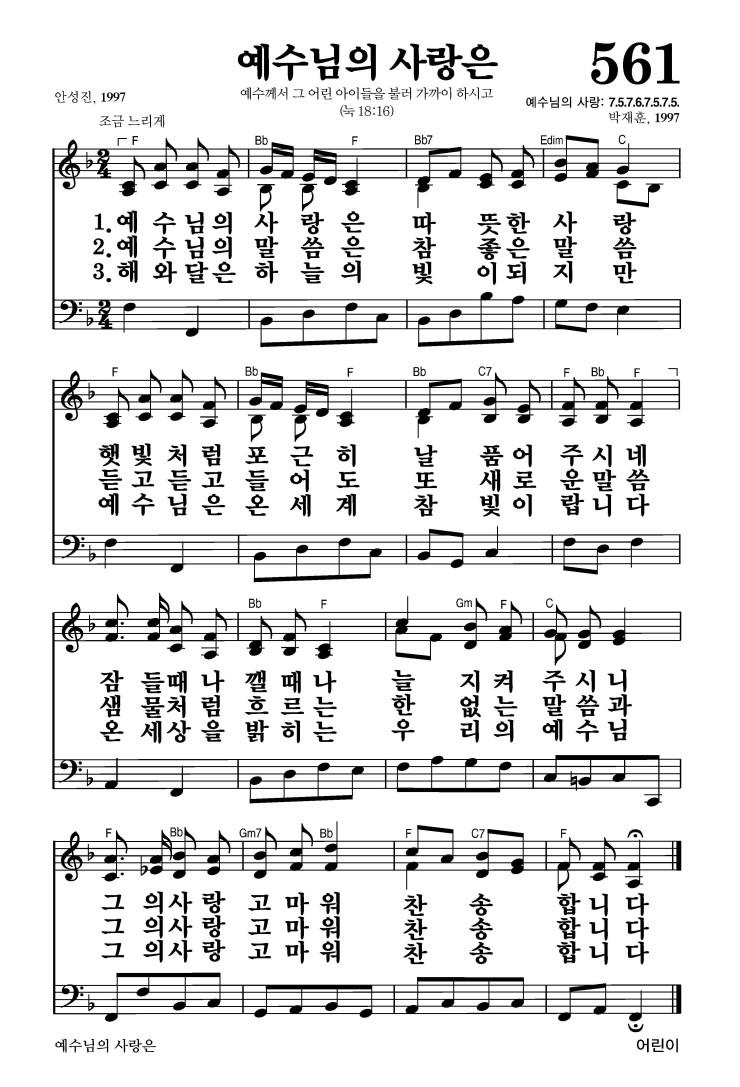 예수님의 사랑은 561
안성진, 1997 예수께서 그 어린 아이들을 불러 가까이 하시고 예수님의 사랑: 7.5.7.6.7.5.7.5.
(눅 18:16) 박재훈, 1997
조금 느리게
F Bb F Bb7 Edim C
1.예 수 님의 사 랑 은 따 뜻한 사 랑
2.예 수 님의 말 씀 은 참 좋은 말 씀
3.해 와 달은 하 늘 의 빛 이되 지 만
F Bb F Bb C7 F Bb F
햇 빛 처 럼 포 근 히 날 품어 주 시 네
듣 고 듣 고 들 어 도 또 새로 운 말 씀
예 수 님 은 온 세 계 참 빛이 랍 니 다
Bb F Gm F C
잠 들때 나 깰 때 나 늘 지 켜 주 시 니
샘 물처 럼 흐 르 는 한 없 는 말 씀 과
온 세상 을 밝 히 는 우 리 의 예 수 님
F Bb Gm7 Bb F C7 F
그 의사 랑 고 마 워 찬 송 합 니 다
그 의사 랑 고 마 워 찬 송 합 니 다
그 의사 랑 고 마 워 찬 송 합 니 다
예수님의 사랑은 어린이